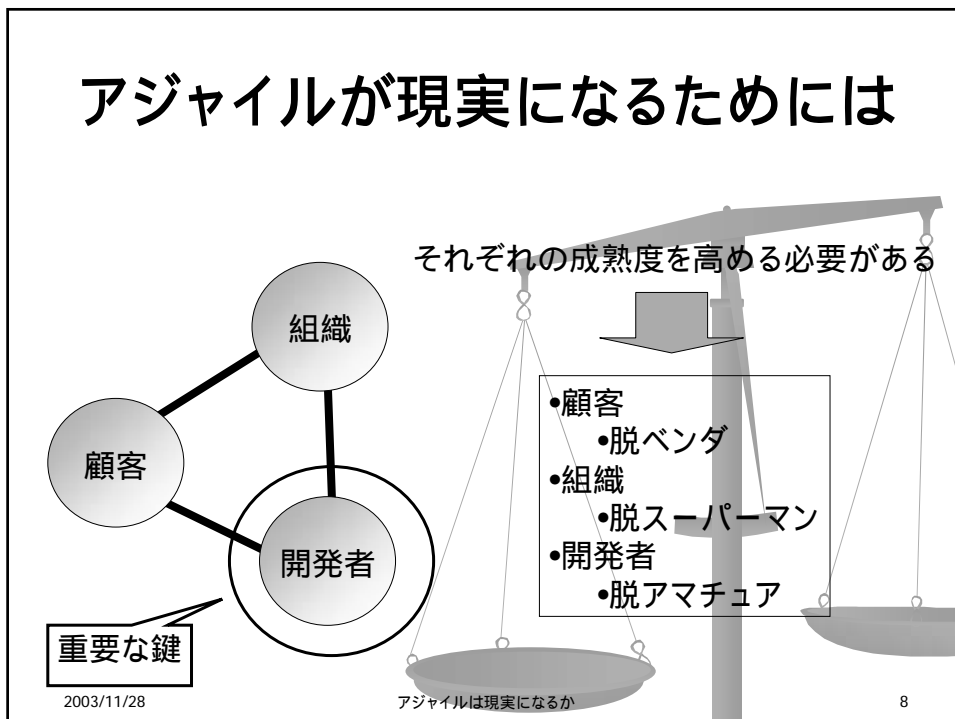 アジャイルが現実になるためには
それぞれの成熟度を高める必要がある
組織
顧客
開発者
重要な鍵
•顧客
•脱ベンダ
•組織
•脱スーパーマン
•開発者
•脱アマチュア
2003/11/28
アジャイルは現実になるか
8